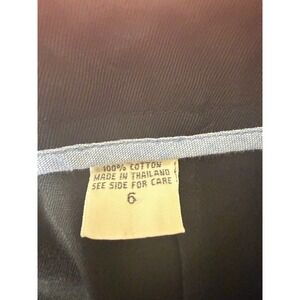 100% COTTON
MADE IN THAILAND
SEE SIDE FOR CARE
6